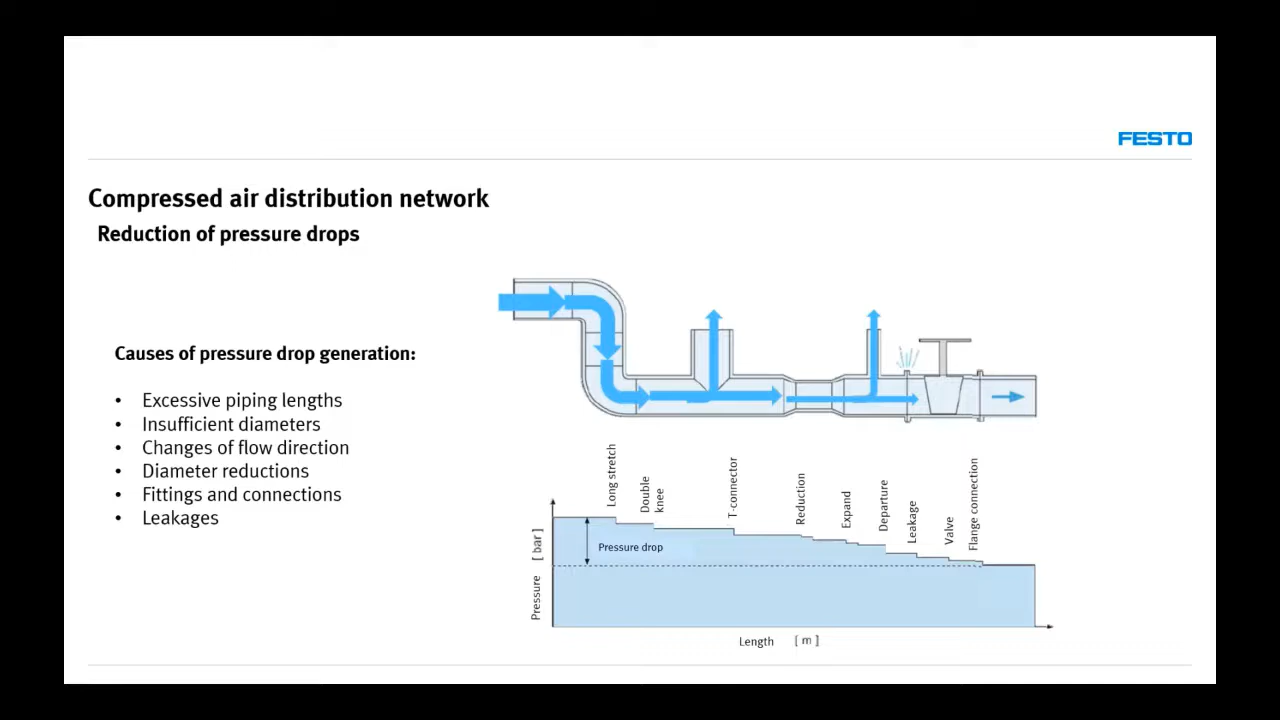 FESTO
Compressed air distribution network
Reduction of pressure drops
Causes of pressure drop generation:
• Excessive piping lengths
• Insufficient diameters
• Changes of flow direction
• Diameter reductions
• Fittings and connections
• Leakages
Long stretch
Double
knee
T-connector
Reduction
Expand
Departure
Leakage
Valve
Flange connection
Pressure [ bar ]
Pressure drop
Length [ m ]